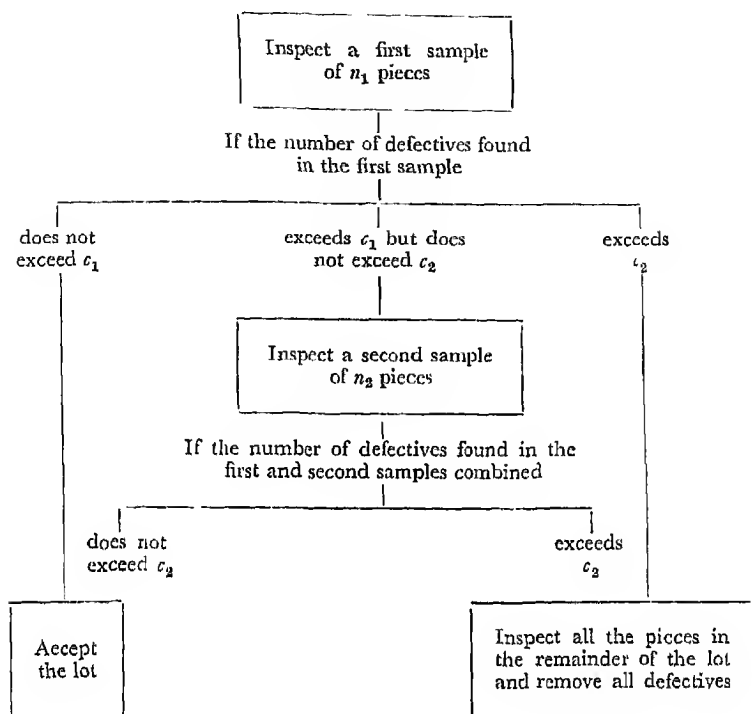 Inspect a first sample
of n₁ pieces
If the number of defectives found
in the first sample
does not
exceed c₁
exceeds c₁ but does
not exceed c₂
exceeds
c₂
Inspect a second sample
of n₂ pieces
If the number of defectives found in the
first and second samples combined
does not
exceed c₂
exceeds
c₂
Accept
the lot
Inspect all the pieces in
the remainder of the lot
and remove all defectives